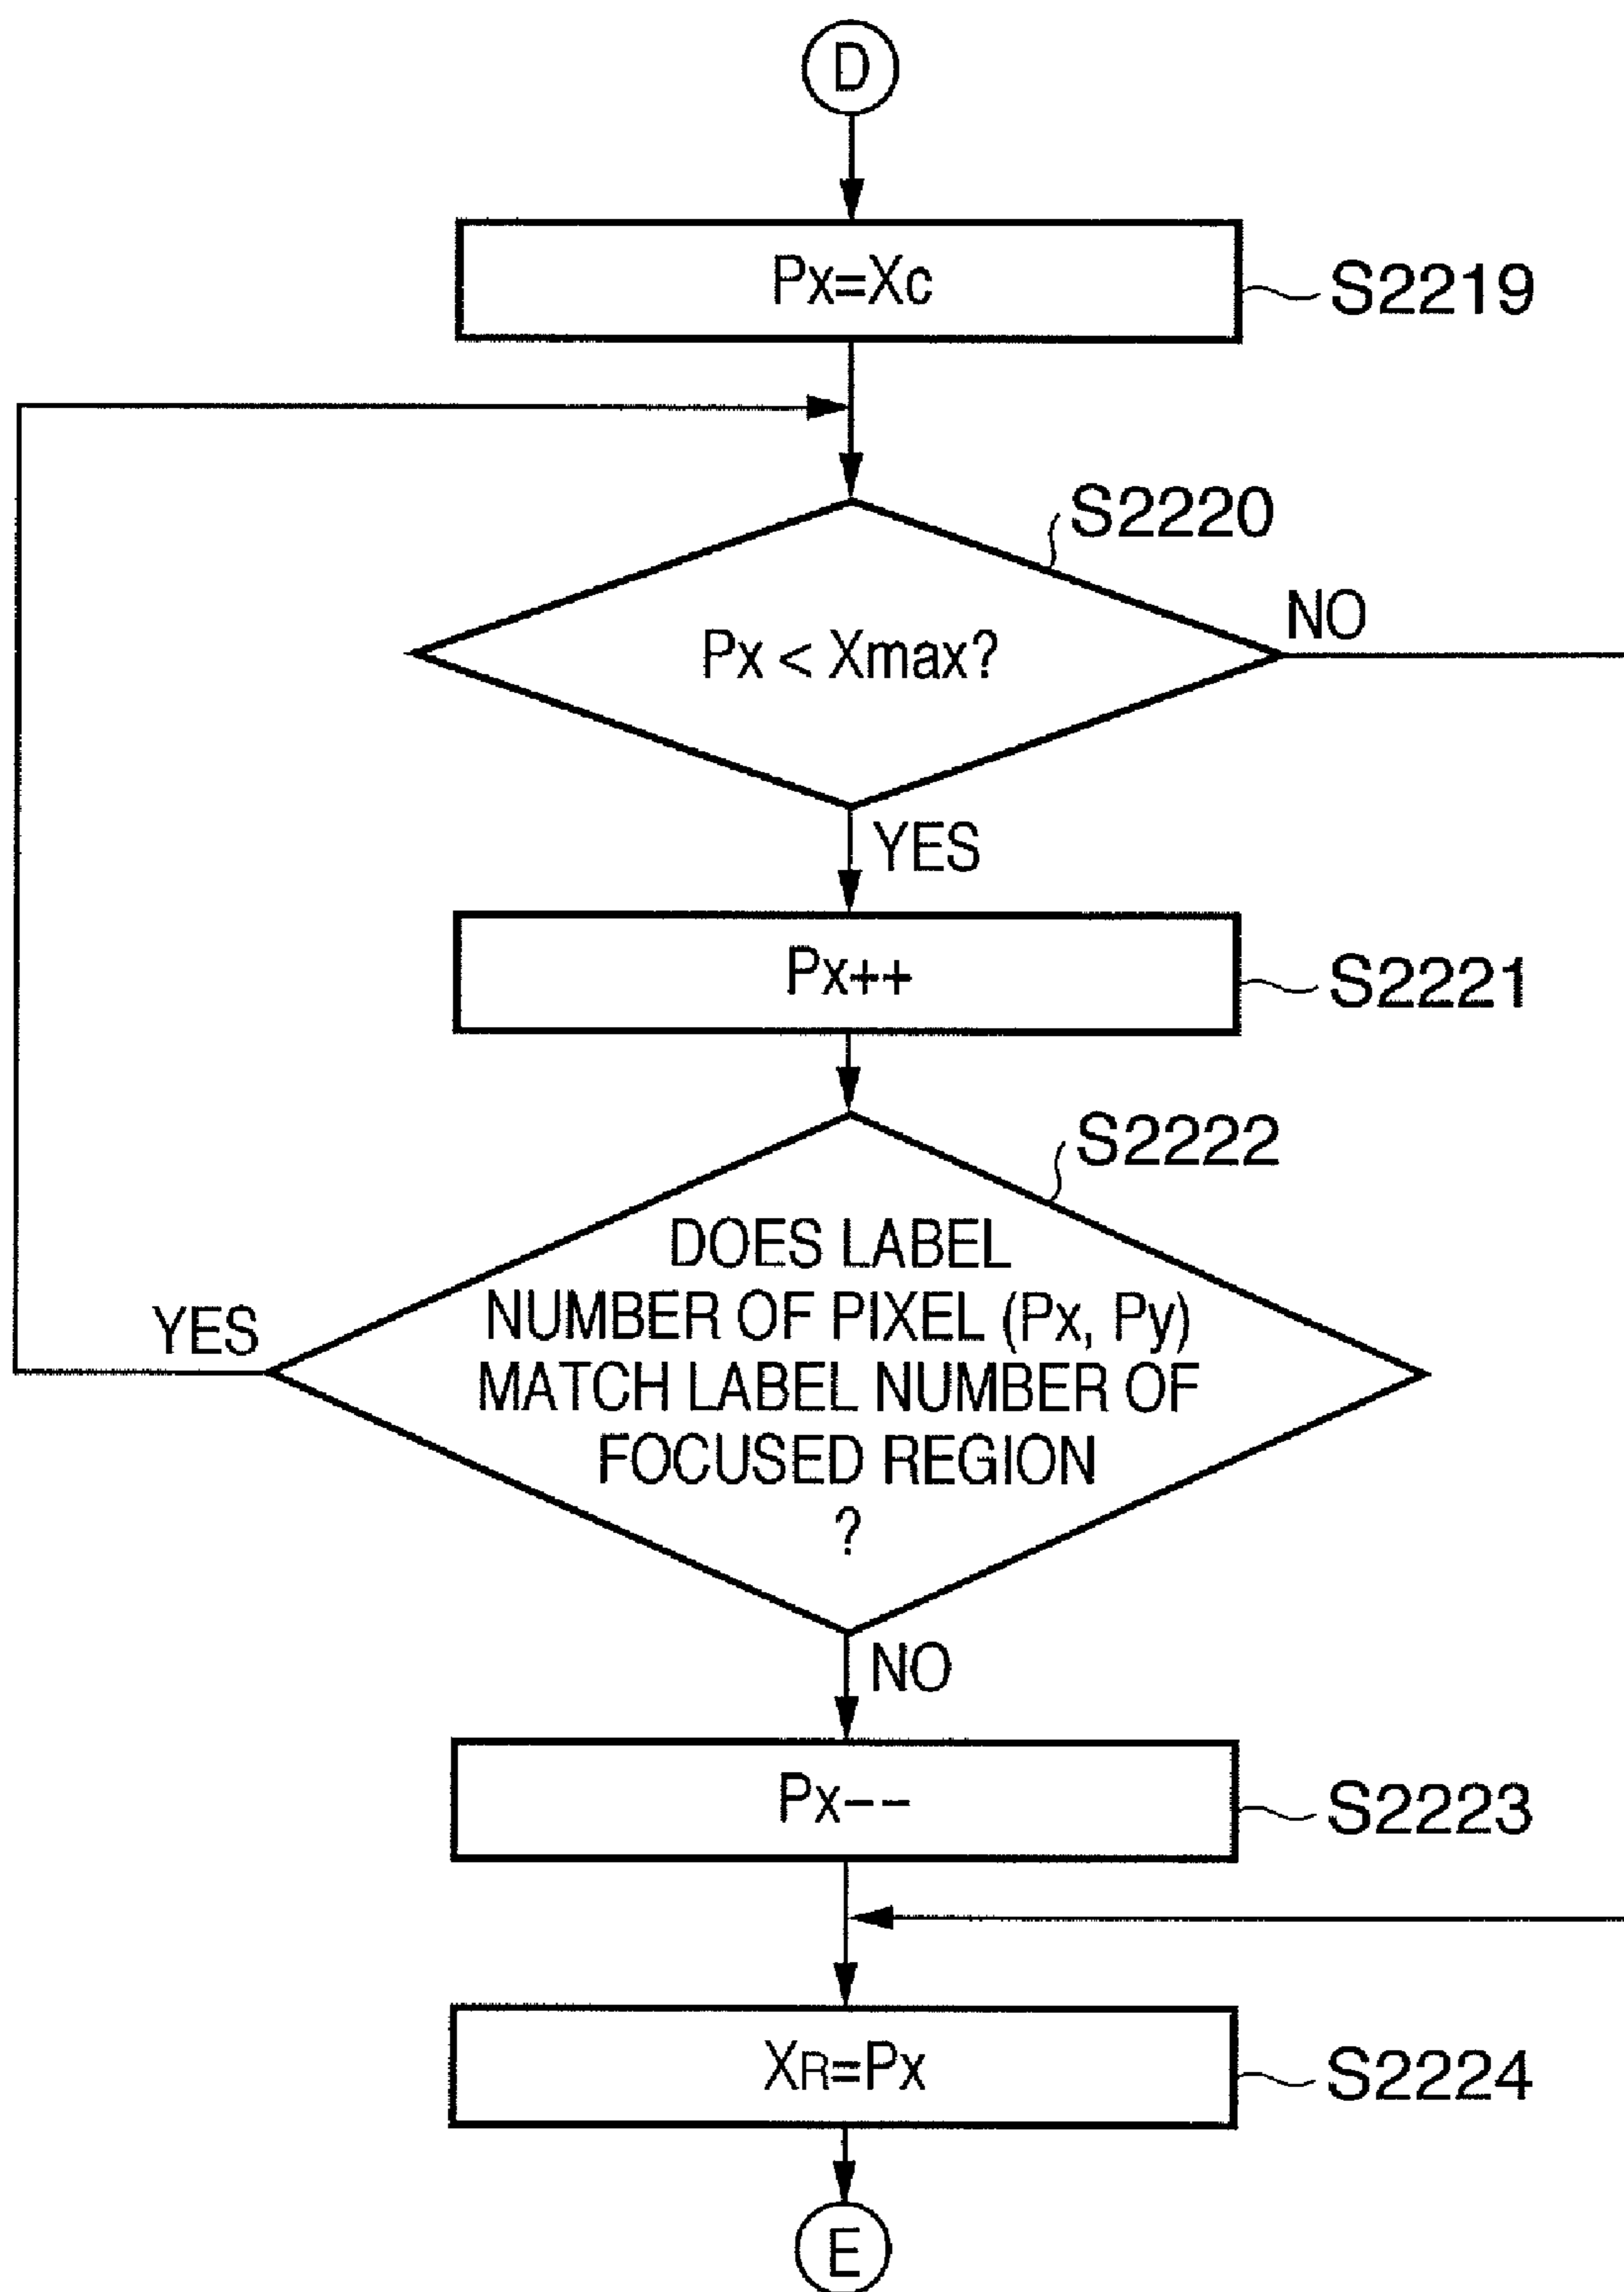 D
Px=Xc
S2219
S2220
Px < Xmax?
NO
YES
Px++
S2221
S2222
DOES LABEL
NUMBER OF PIXEL (Px, Py)
MATCH LABEL NUMBER OF
FOCUSED REGION
?
YES
NO
Px--
S2223
XR=Px
S2224
E